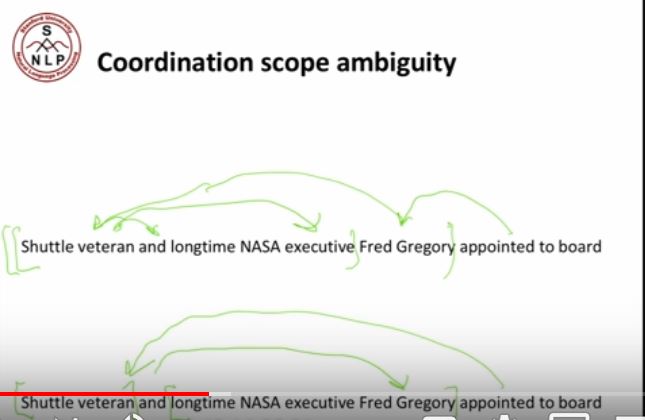 Stanford University
S
NLP
Natural Language Processing
Coordination scope ambiguity
Shuttle veteran and longtime NASA executive Fred Gregory appointed to board
Shuttle veteran and longtime NASA executive Fred Gregory appointed to board